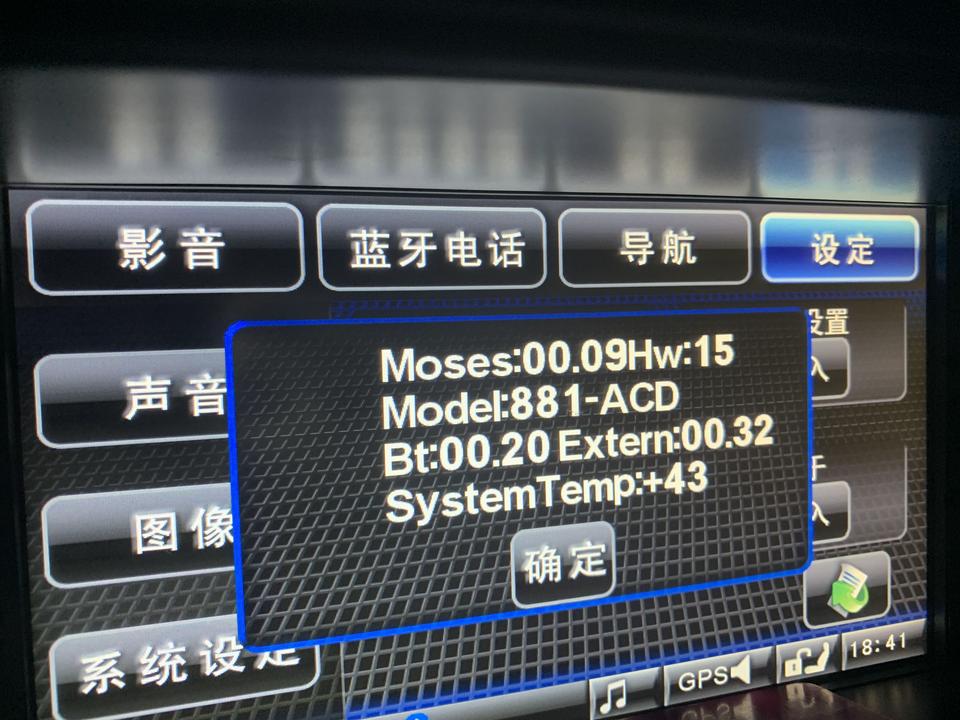 影音
蓝牙电话
导航
设定
设置
声音
入
Moses:00.09Hw:15
Model:881-ACD
Bt:00.20 Extern:00.32
SystemTemp:+43
确定
图像
入
系统设定
GPS
18:41